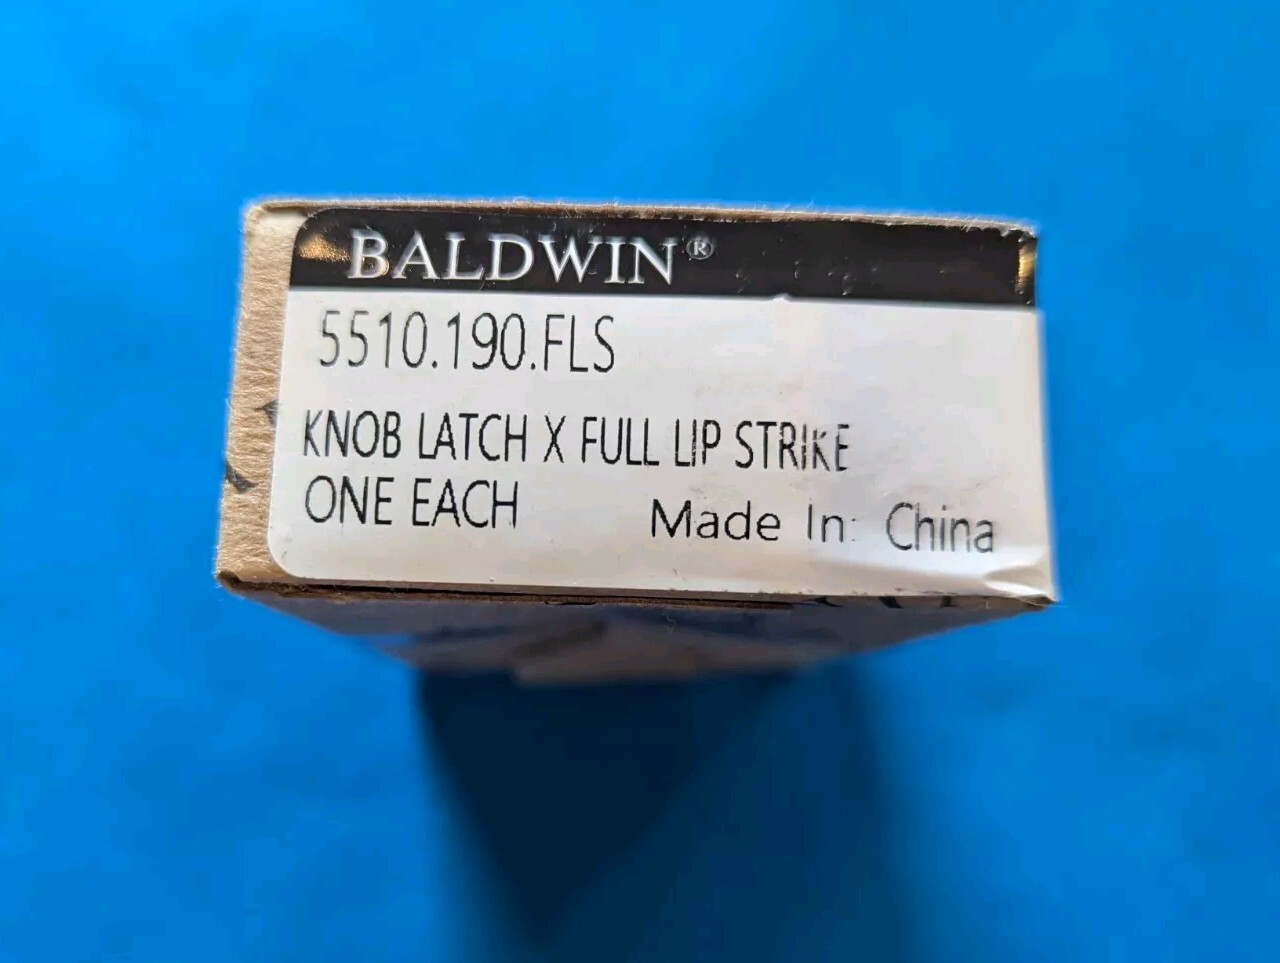 BALDWIN®
5510.190.FLS
KNOB LATCH X FULL LIP STRIKE
ONE EACH
Made In: China